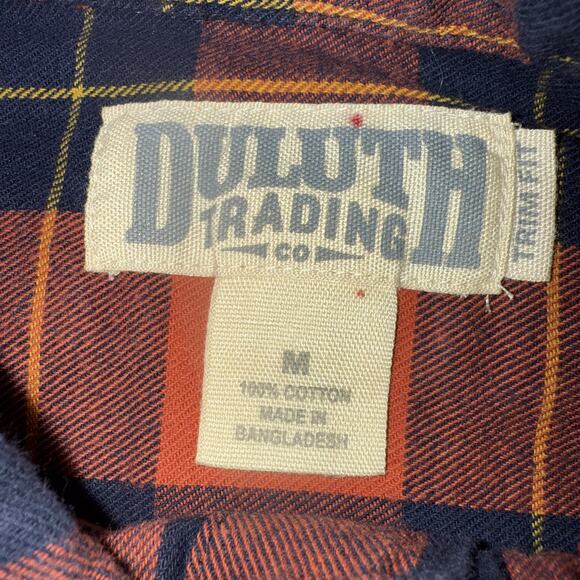 DULUTH
TRADING
CO
TRIM FIT
M
100% COTTON
MADE IN
BANGLADESH